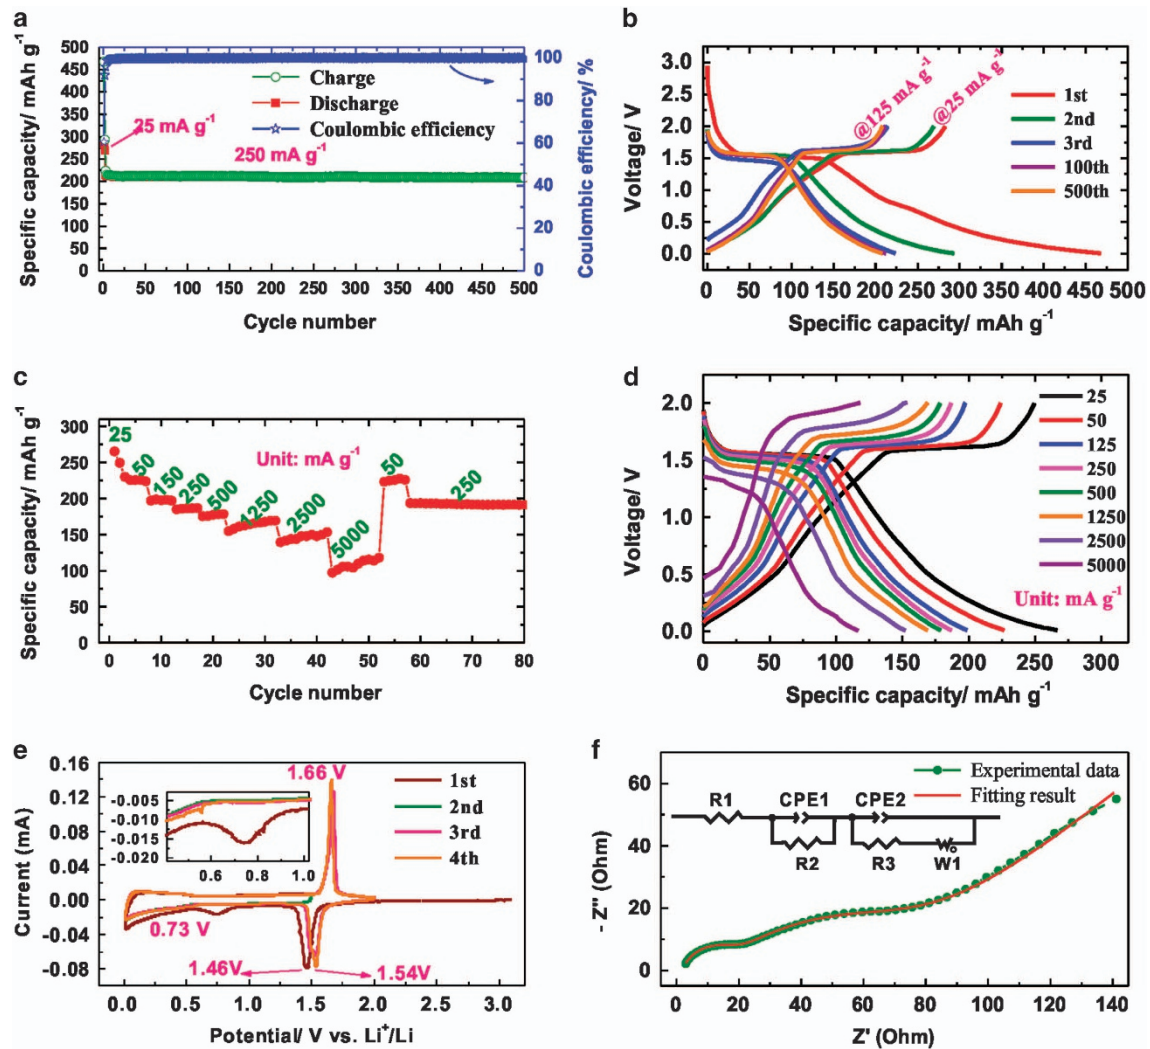 a
Specific capacity/ mAh g⁻¹
500
450
400
350
300
250
200
150
100
50
0
Charge
Discharge
Coulombic efficiency
25 mA g⁻¹
250 mA g⁻¹
100
80
60
40
20
0
Coulombic efficiency/ %
0 50 100 150 200 250 300 350 400 450 500
Cycle number
b
Voltage/ V
3.0
2.5
2.0
1.5
1.0
0.5
0.0
@125 mA g⁻¹
@25 mA g⁻¹
1st
2nd
3rd
100th
500th
0 50 100 150 200 250 300 350 400 450 500
Specific capacity/ mAh g⁻¹
c
Specific capacity/ mAh g⁻¹
300
250
200
150
100
50
0
Unit: mA g⁻¹
25
50
150
250
500
1250
2500
5000
50
250
0 10 20 30 40 50 60 70 80
Cycle number
d
Voltage/ V
2.0
1.5
1.0
0.5
0.0
25
50
125
250
500
1250
2500
5000
Unit: mA g⁻¹
0 50 100 150 200 250 300
Specific capacity/ mAh g⁻¹
e
Current (mA)
0.16
0.12
0.08
0.04
0.00
-0.04
-0.08
-0.005
-0.010
-0.015
-0.020
0.6 0.8 1.0
1.66 V
1st
2nd
3rd
4th
0.73 V
1.46V
1.54V
0.0 0.5 1.0 1.5 2.0 2.5 3.0
Potential/ V vs. Li⁺/Li
f
- Z'' (Ohm)
60
40
20
0
Experimental data
Fitting result
R1 CPE1 CPE2
R2 R3 W1
W₀
0 20 40 60 80 100 120 140
Z' (Ohm)